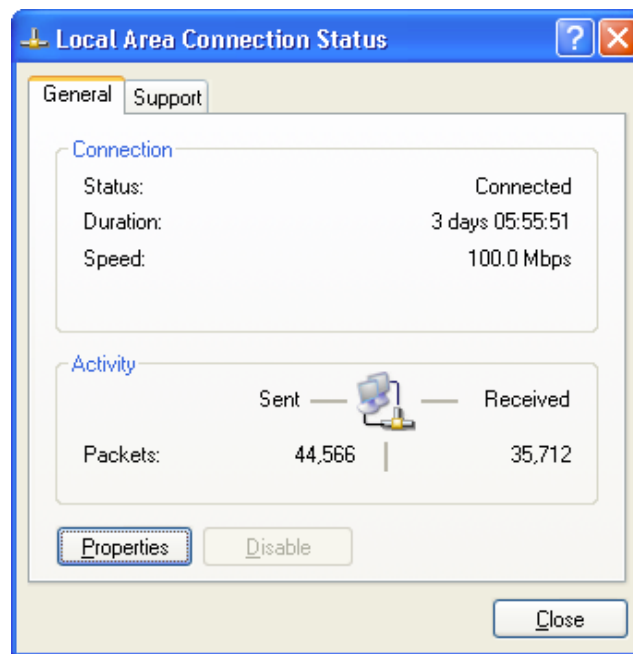 Local Area Connection Status
General Support
Connection
Status: Connected
Duration: 3 days 05:55:51
Speed: 100.0 Mbps
Activity
Sent Received
Packets: 44,566 35,712
Properties Disable
Close